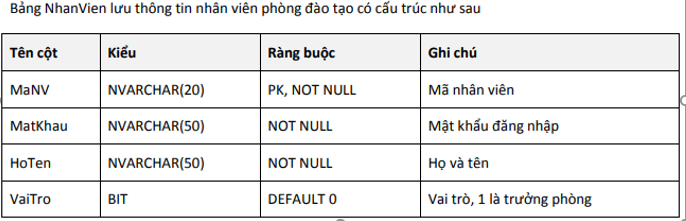 Bảng NhanVien lưu thông tin nhân viên phòng đào tạo có cấu trúc như sau
Tên cột Kiểu Ràng buộc Ghi chú
MaNV NVARCHAR(20) PK, NOT NULL Mã nhân viên
MatKhau NVARCHAR(50) NOT NULL Mật khẩu đăng nhập
HoTen NVARCHAR(50) NOT NULL Họ và tên
VaiTro BIT DEFAULT 0 Vai trò, 1 là trưởng phòng